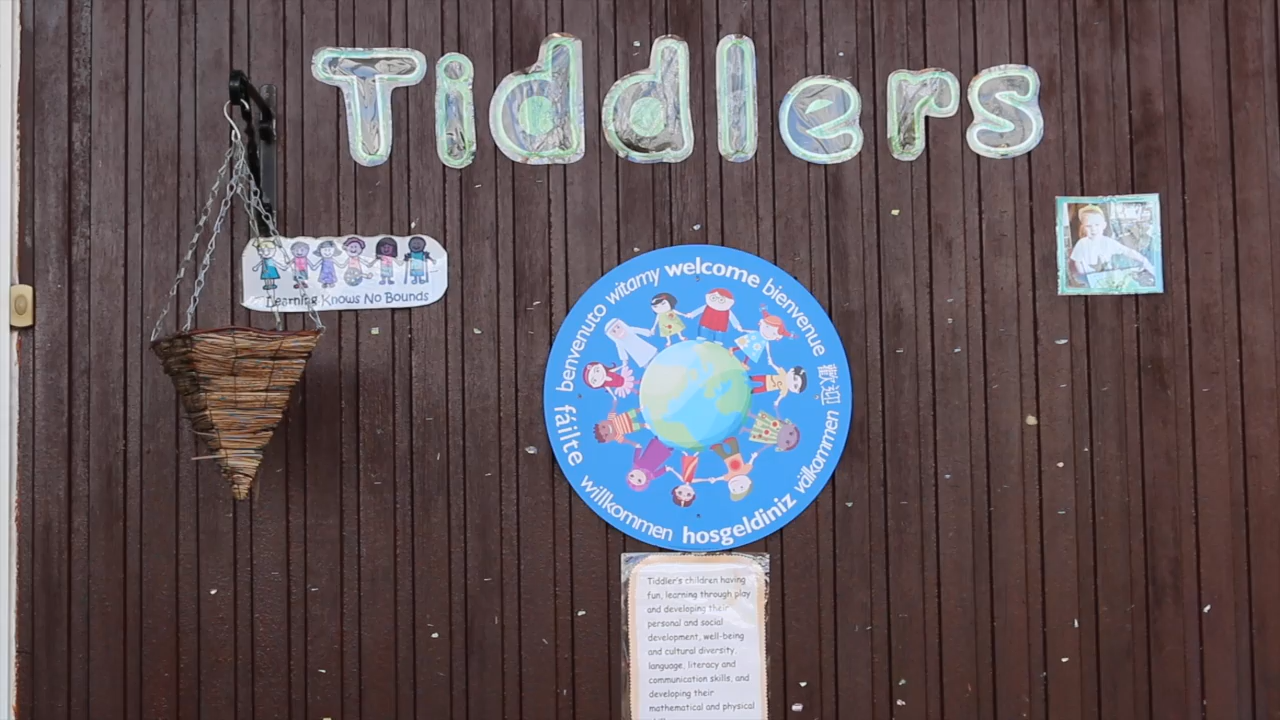 Tiddlers
Learning Knows No Bounds
welcome
bienvenue
歡迎
välkommen
hosgeldiniz
willkommen
fáilte
benvenuto
witamy
Tiddler's children having
fun, learning through play
and developing their
personal and social
development, well-being
and cultural diversity,
language, literacy and
communication skills, and
developing their
mathematical and physical